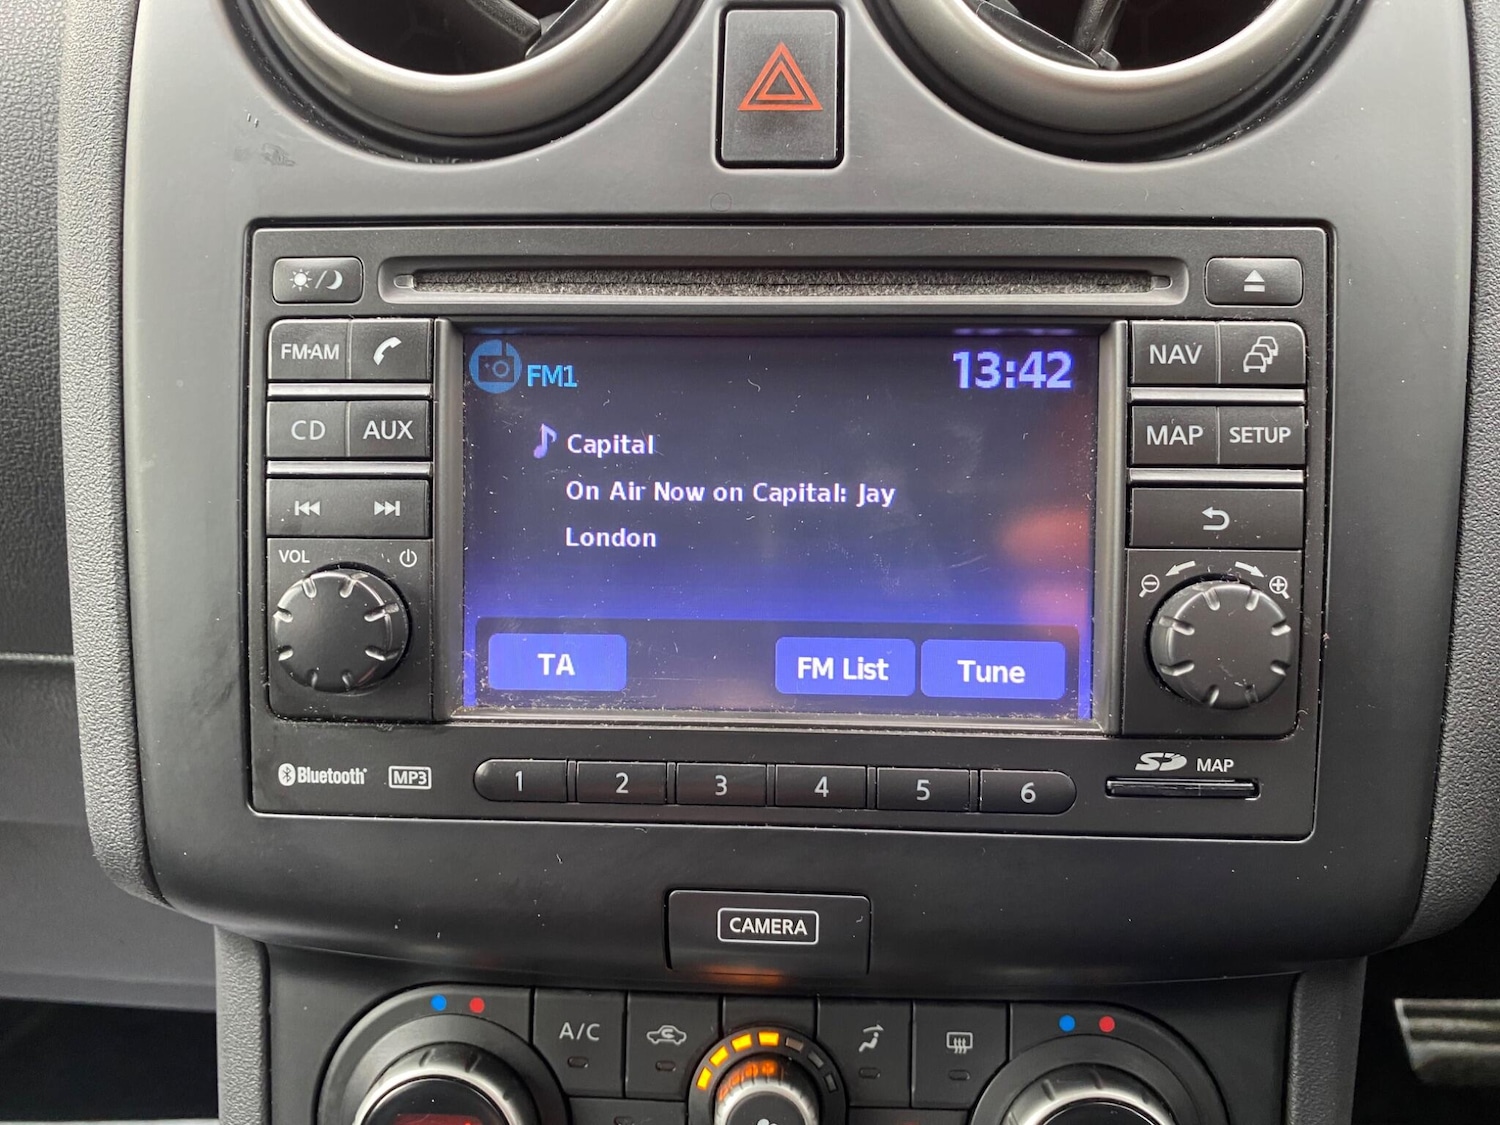 FM·AM
CD
AUX
VOL
FM1
13:42
Capital
On Air Now on Capital: Jay
London
TA
FM List
Tune
NAV
MAP
SETUP
Bluetooth
MP3
1
2
3
4
5
6
SD
MAP
CAMERA
A/C